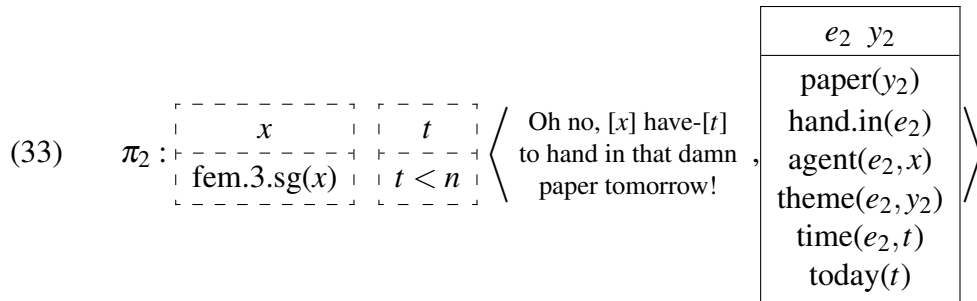 (33) π₂ :
x
fem.3.sg(x)
t
t < n
⟨
Oh no, [x] have-[t]
to hand in that damn
paper tomorrow!
,
e₂ y₂
paper(y₂)
hand.in(e₂)
agent(e₂, x)
theme(e₂, y₂)
time(e₂, t)
today(t)
⟩